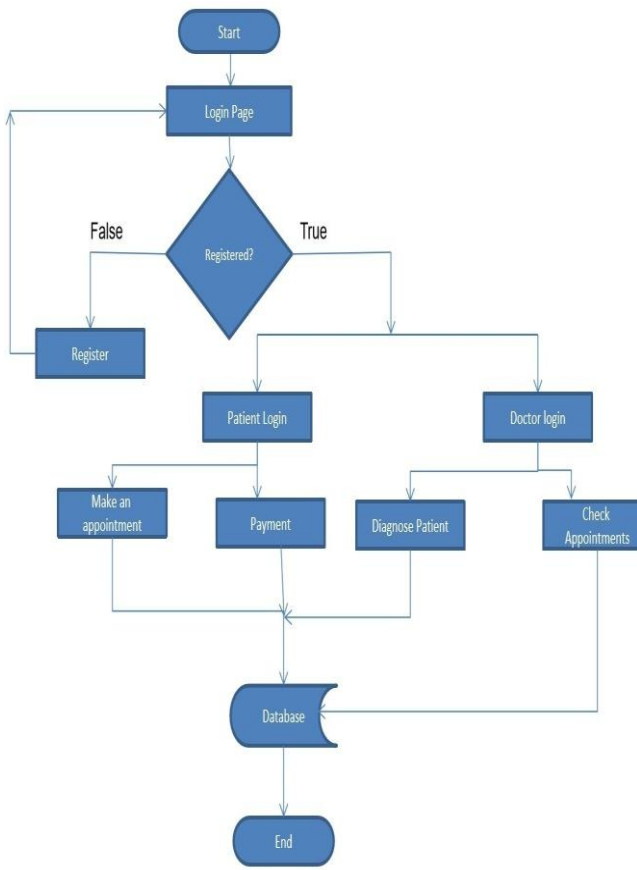 Start
Login Page
False
True
Registered?
Register
Patient Login
Doctor login
Make an
appointment
Payment
Diagnose Patient
Check
Appointments
Database
End